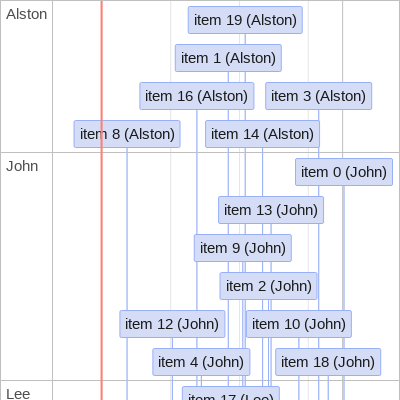 Alston
item 19 (Alston)
item 1 (Alston)
item 16 (Alston)
item 3 (Alston)
item 8 (Alston)
item 14 (Alston)
John
item 0 (John)
item 13 (John)
item 9 (John)
item 2 (John)
item 12 (John)
item 10 (John)
item 4 (John)
item 18 (John)
Lee
item 17 (Lee)